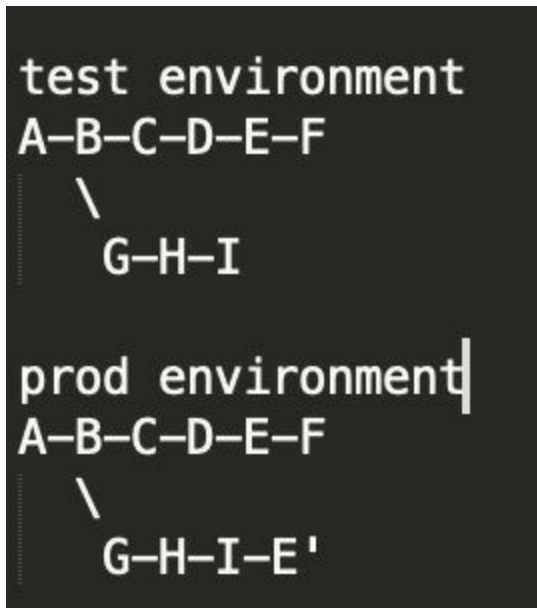 test environment
A—B—C—D—E—F
\
G—H—I
prod environment
A—B—C—D—E—F
\
G—H—I—E'